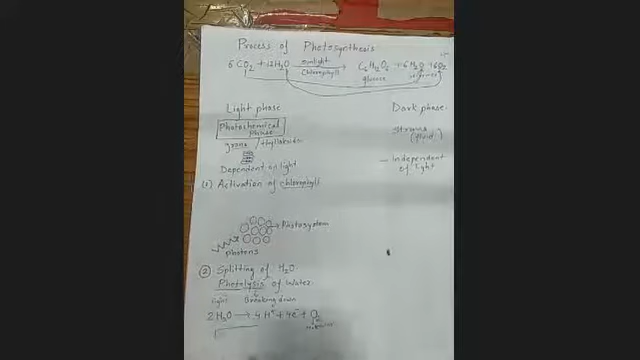 Process of Photosynthesis
6CO2 + 12H2O sunlight → Chlorophyll C6H12O6 + 6H2O + 6O2
glucose
Light phase
Dark phase
Photochemical phase
grana / thylakoids
stroma (fluid)
Dependent on light
— Independent of light
(1) Activation of chlorophyll
→ Photosystem
photons
(2) Splitting of H2O
Photolysis of Water
light Breaking down
2H2O → 4H+ + 4e- + O2